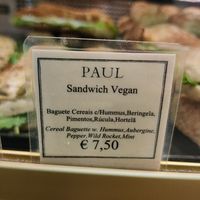 PAUL
Sandwich Vegan
Baguete Cereais c/Hummus,Beringela,
Pimentos,Rúcula,Hortelã
Cereal Baguette w. Hummus,Aubergine,
Pepper,Wild Rocket,Mint
€ 7,50